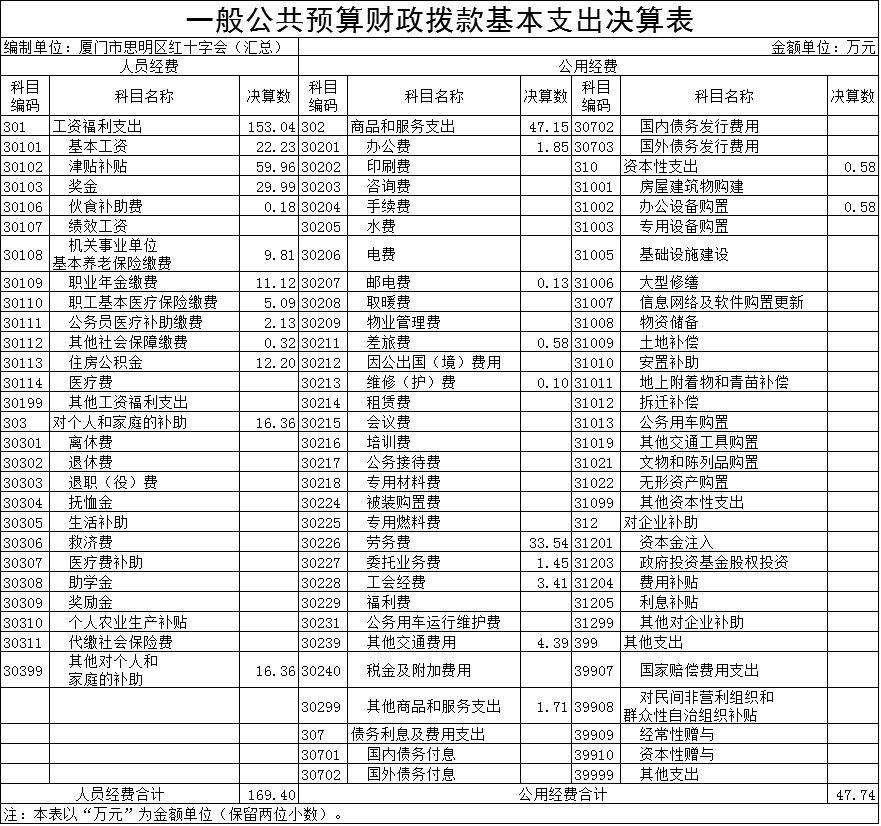 一般公共预算财政拨款基本支出决算表
编制单位：厦门市思明区红十字会（汇总） 金额单位：万元
人员经费 公用经费
科目编码 科目名称 决算数 科目编码 科目名称 决算数 科目编码 科目名称 决算数
301 工资福利支出 153.04 302 商品和服务支出 47.15 30702 国内债务发行费用
30101 基本工资 22.23 30201 办公费 1.85 30703 国外债务发行费用
30102 津贴补贴 59.96 30202 印刷费 310 资本性支出 0.58
30103 奖金 29.99 30203 咨询费 31001 房屋建筑物购建
30106 伙食补助费 0.18 30204 手续费 31002 办公设备购置 0.58
30107 绩效工资 30205 水费 31003 专用设备购置
30108 机关事业单位基本养老保险缴费 9.81 30206 电费 31005 基础设施建设
30109 职业年金缴费 11.12 30207 邮电费 0.13 31006 大型修缮
30110 职工基本医疗保险缴费 5.09 30208 取暖费 31007 信息网络及软件购置更新
30111 公务员医疗补助缴费 2.13 30209 物业管理费 31008 物资储备
30112 其他社会保障缴费 0.32 30211 差旅费 0.58 31009 土地补偿
30113 住房公积金 12.20 30212 因公出国（境）费用 31010 安置补助
30114 医疗费 30213 维修（护）费 0.10 31011 地上附着物和青苗补偿
30199 其他工资福利支出 30214 租赁费 31012 拆迁补偿
303 对个人和家庭的补助 16.36 30215 会议费 31013 公务用车购置
30301 离休费 30216 培训费 31019 其他交通工具购置
30302 退休费 30217 公务接待费 31021 文物和陈列品购置
30303 退职（役）费 30218 专用材料费 31022 无形资产购置
30304 抚恤金 30224 被装购置费 31099 其他资本性支出
30305 生活补助 30225 专用燃料费 312 对企业补助
30306 救济费 30226 劳务费 33.54 31201 资本金注入
30307 医疗费补助 30227 委托业务费 1.45 31203 政府投资基金股权投资
30308 助学金 30228 工会经费 3.41 31204 费用补贴
30309 奖励金 30229 福利费 31205 利息补贴
30310 个人农业生产补贴 30231 公务用车运行维护费 31299 其他对企业补助
30311 代缴社会保险费 30239 其他交通费用 4.39 399 其他支出
30399 其他对个人和家庭的补助 16.36 30240 税金及附加费用 39907 国家赔偿费用支出
30299 其他商品和服务支出 1.71 39908 对民间非营利组织和群众性自治组织补贴
307 债务利息及费用支出 39909 经常性赠与
30701 国内债务付息 39910 资本性赠与
30702 国外债务付息 39999 其他支出
人员经费合计 169.40 公用经费合计 47.74
注：本表以“万元”为金额单位（保留两位小数）。